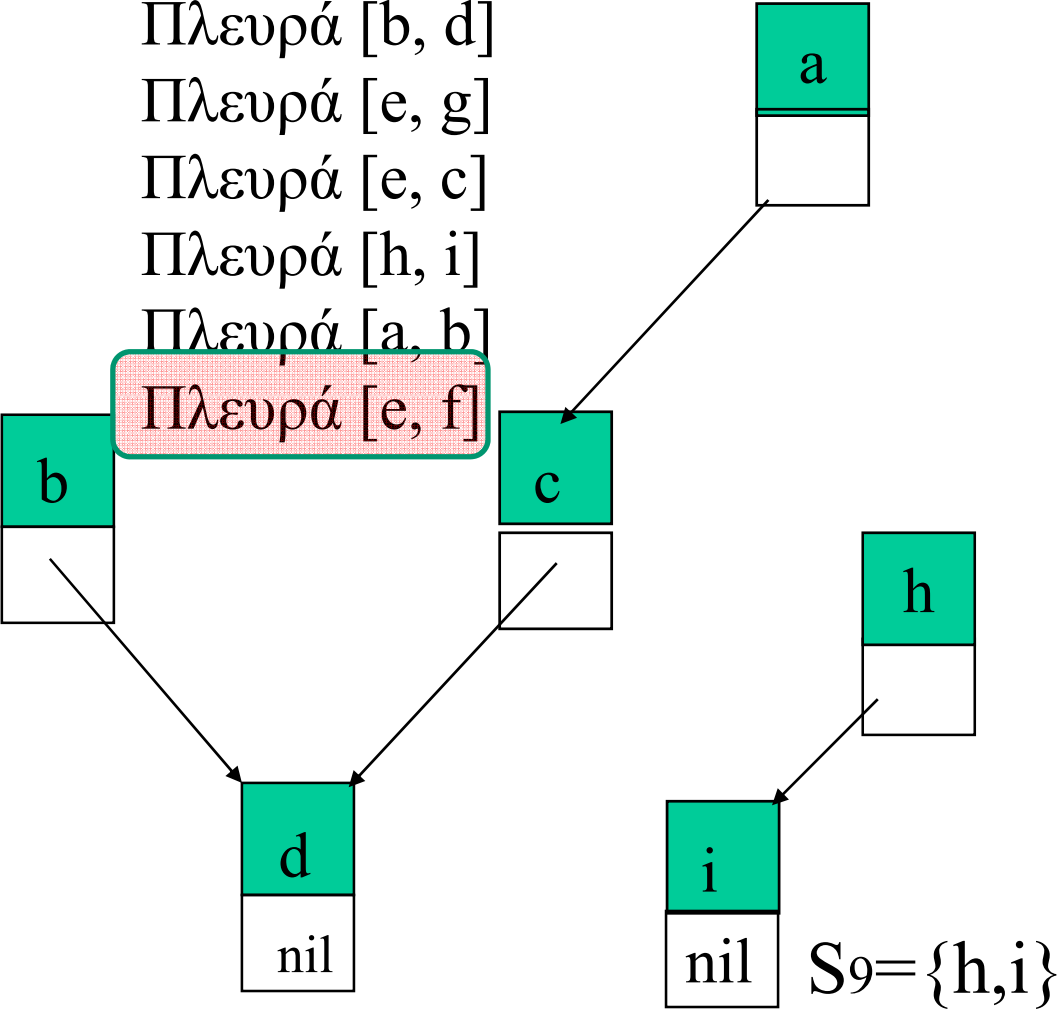 Πλευρά [b, d]
Πλευρά [e, g]
Πλευρά [e, c]
Πλευρά [h, i]
Πλευρά [a, b]
Πλευρά [e, f]
a
b
c
h
d
nil
i
nil
S9={h,i}